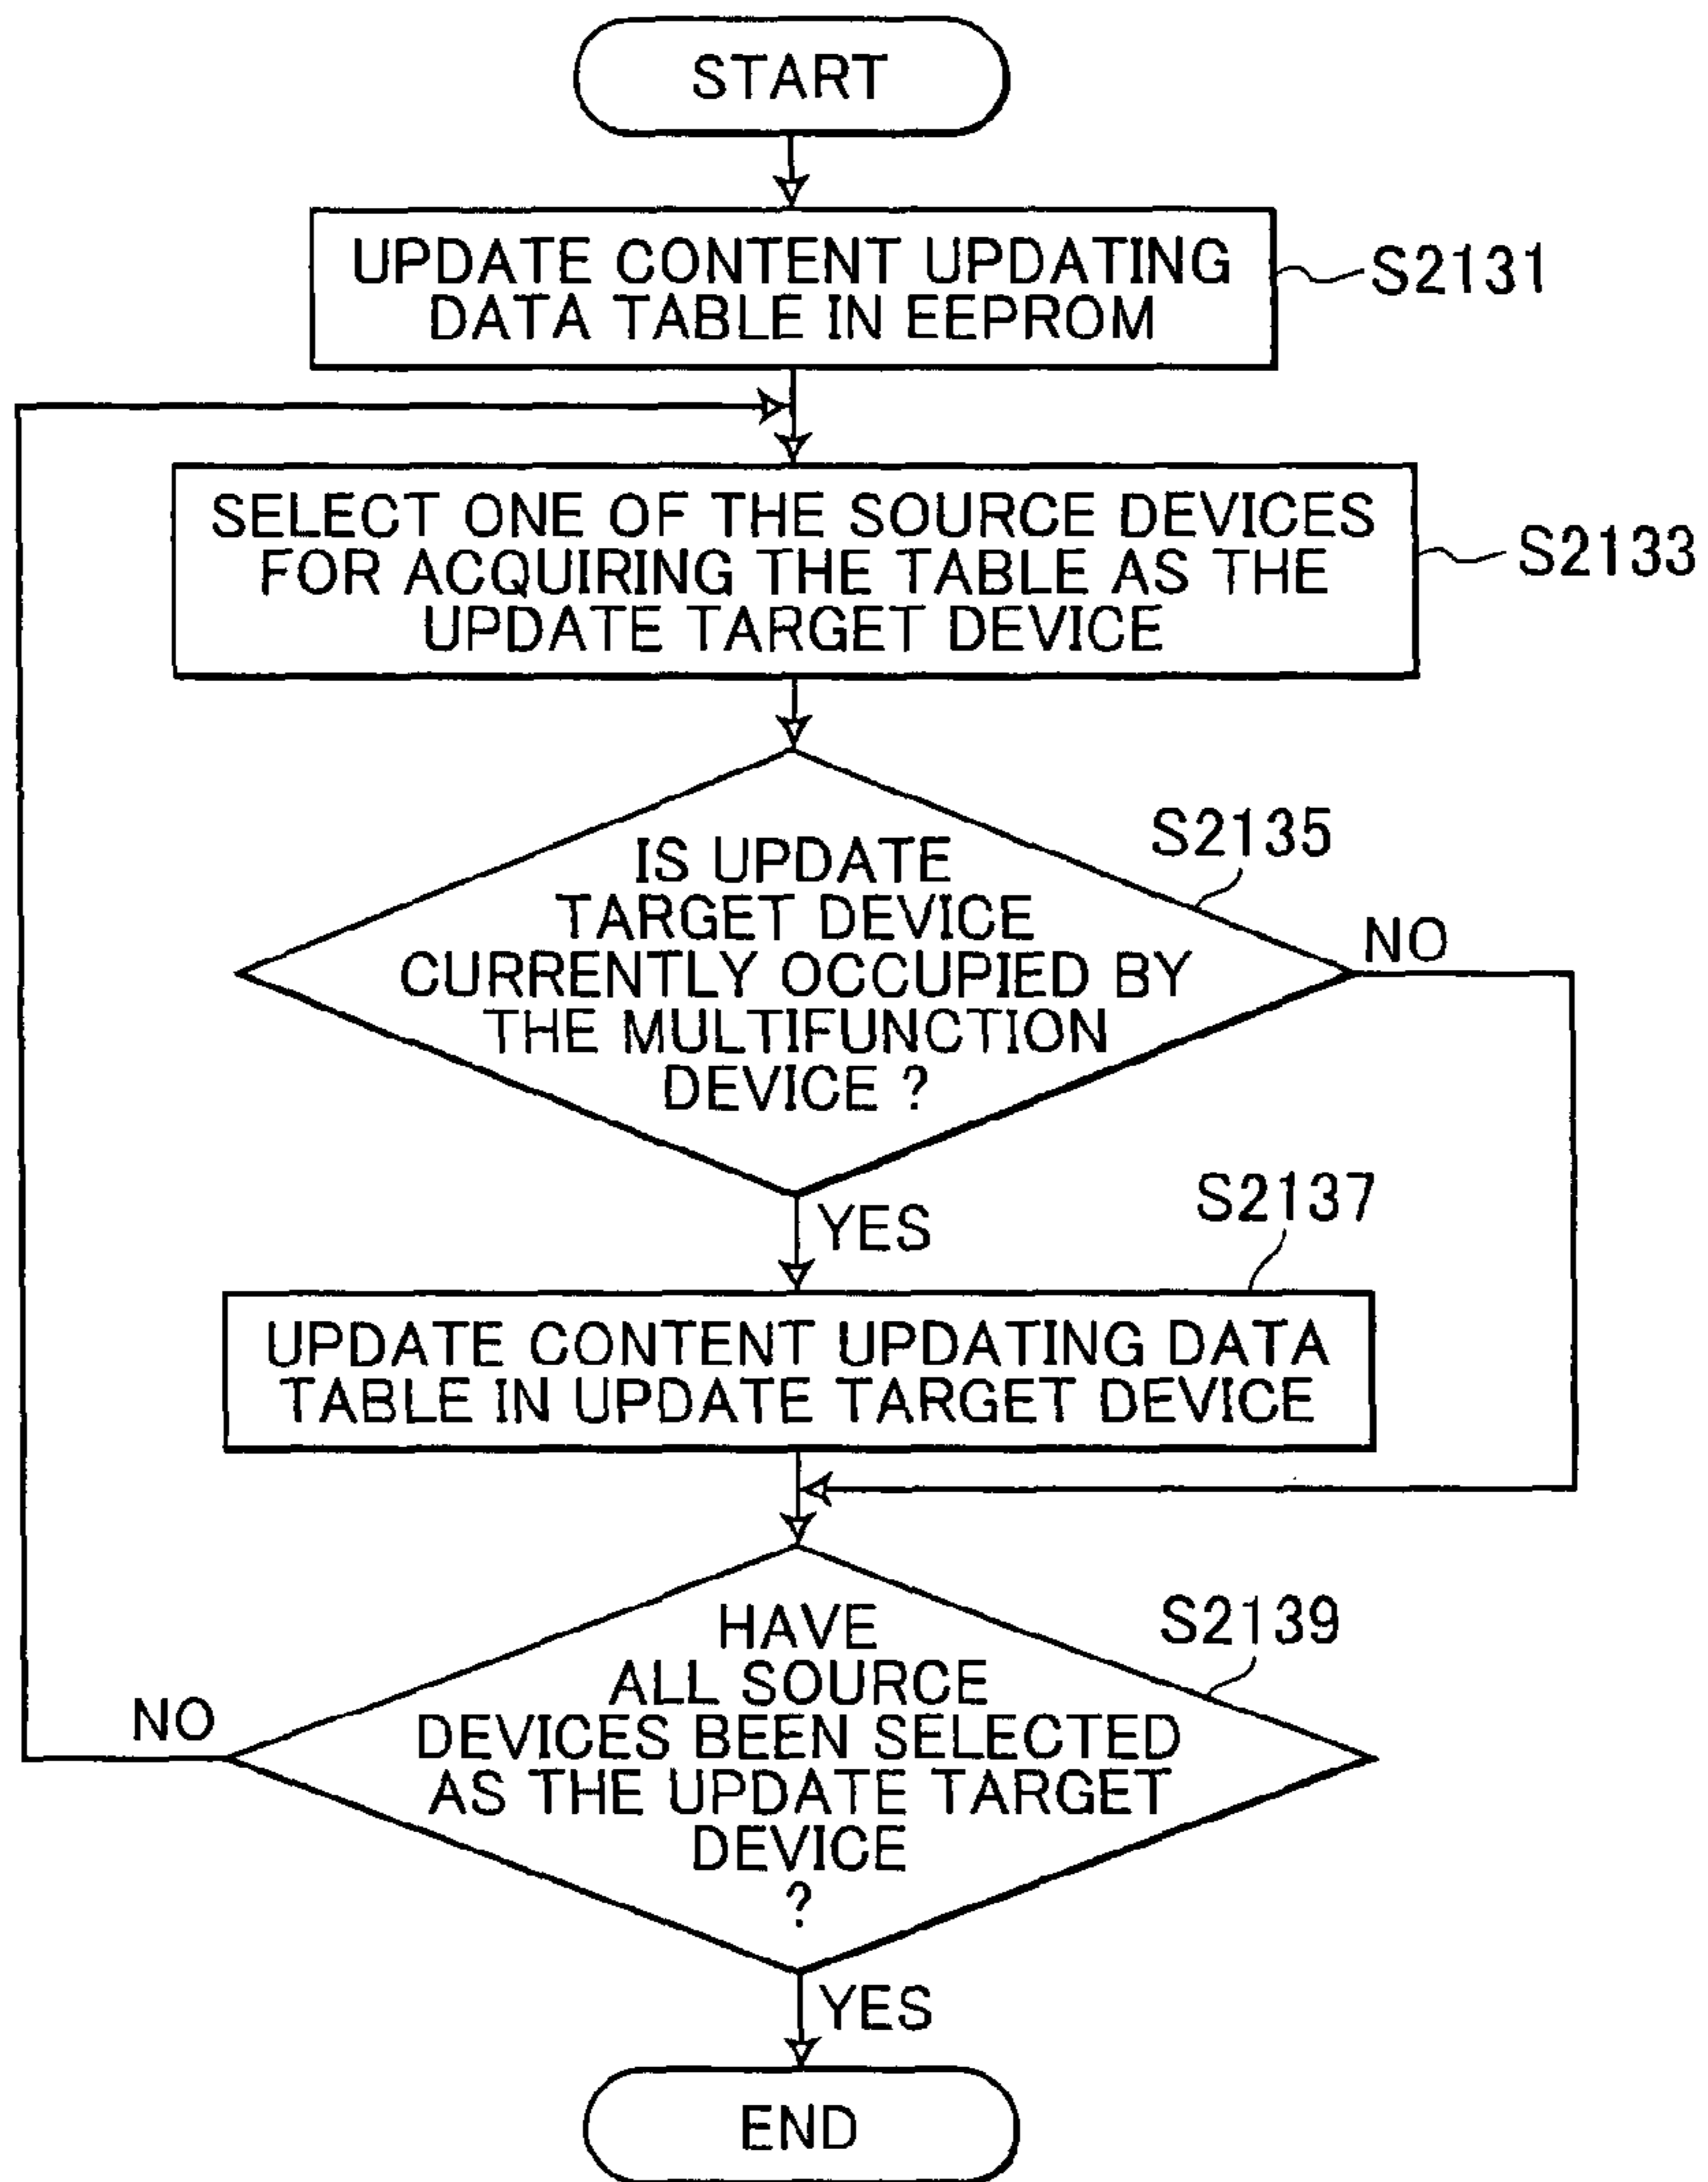 START
UPDATE CONTENT UPDATING
DATA TABLE IN EEPROM
S2131
SELECT ONE OF THE SOURCE DEVICES
FOR ACQUIRING THE TABLE AS THE
UPDATE TARGET DEVICE
S2133
S2135
IS UPDATE
TARGET DEVICE
CURRENTLY OCCUPIED BY
THE MULTIFUNCTION
DEVICE ?
NO
YES
S2137
UPDATE CONTENT UPDATING DATA
TABLE IN UPDATE TARGET DEVICE
S2139
HAVE
ALL SOURCE
DEVICES BEEN SELECTED
AS THE UPDATE TARGET
DEVICE
?
NO
YES
END